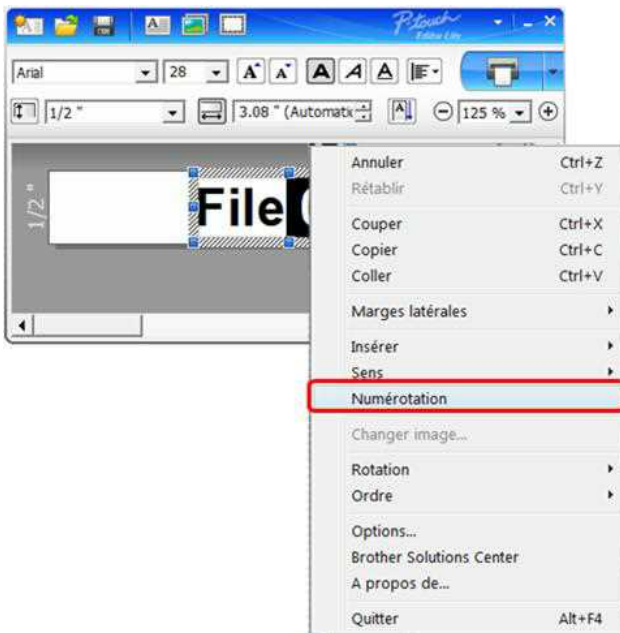 P-touch
Editor Lite
Arial 28 A A A A A
1/2 " 3.08 " (Automatic A 125 %
1/2 "
File
Annuler Ctrl+Z
Rétablir Ctrl+Y
Couper Ctrl+X
Copier Ctrl+C
Coller Ctrl+V
Marges latérales
Insérer
Sens
Numérotation
Changer image...
Rotation
Ordre
Options...
Brother Solutions Center
A propos de...
Quitter Alt+F4